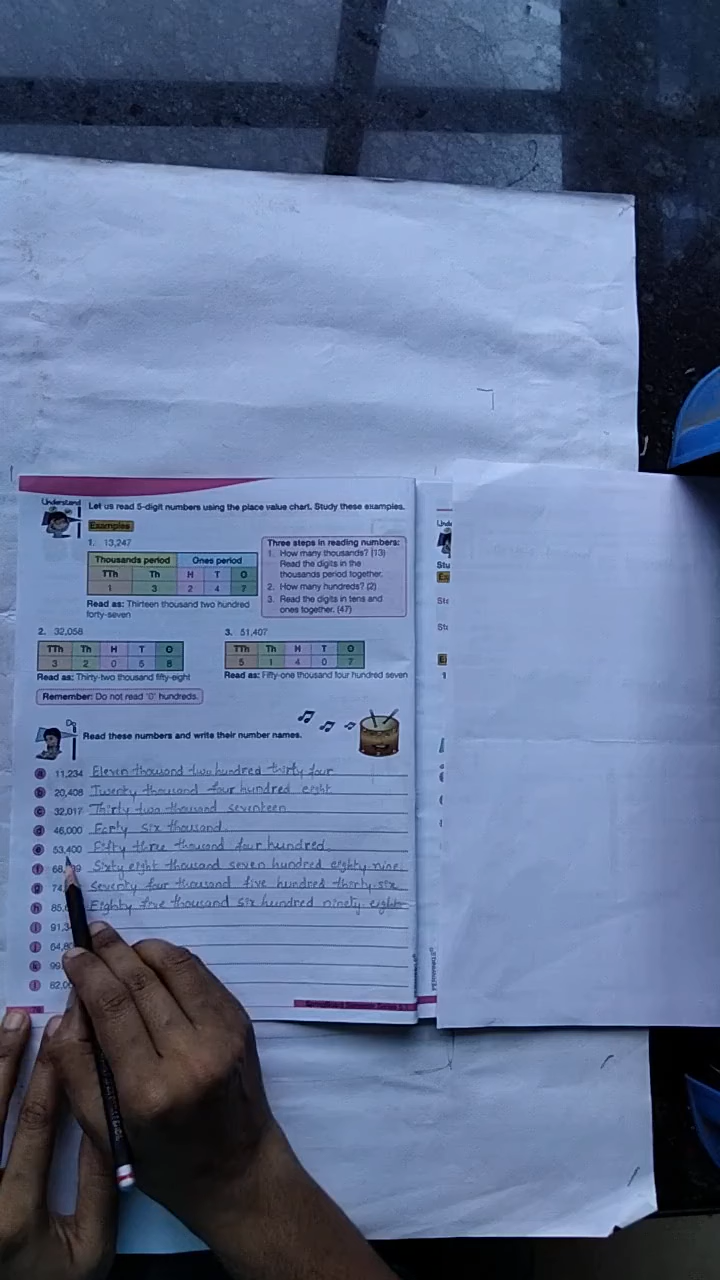 Understand
Let us read 5-digit numbers using the place value chart. Study these examples.
Examples
1. 13,247
Thousands period Ones period
TTh Th H T O
1 3 2 4 7
Read as: Thirteen thousand two hundred
forty-seven
Three steps in reading numbers:
1. How many thousands? (13)
Read the digits in the
thousands period together.
2. How many hundreds? (2)
3. Read the digits in tens and
ones together. (47)
2. 32,058
TTh Th H T O
3 2 0 5 8
Read as: Thirty-two thousand fifty-eight
3. 51,407
TTh Th H T O
5 1 4 0 7
Read as: Fifty-one thousand four hundred seven
Remember: Do not read '0' hundreds.
Do
Read these numbers and write their number names.
a 11,234 Eleven thousand two hundred thirty four
b 20,408 Twenty thousand four hundred eight
c 32,017 Thirty two thousand seventeen
d 46,000 Forty six thousand.
e 53,400 Fifty three thousand four hundred.
f Sixty eight thousand seven hundred eighty nine.
g Seventy four thousand five hundred thirty six
h Eighty five thousand six hundred ninety eight
i
j
k
l